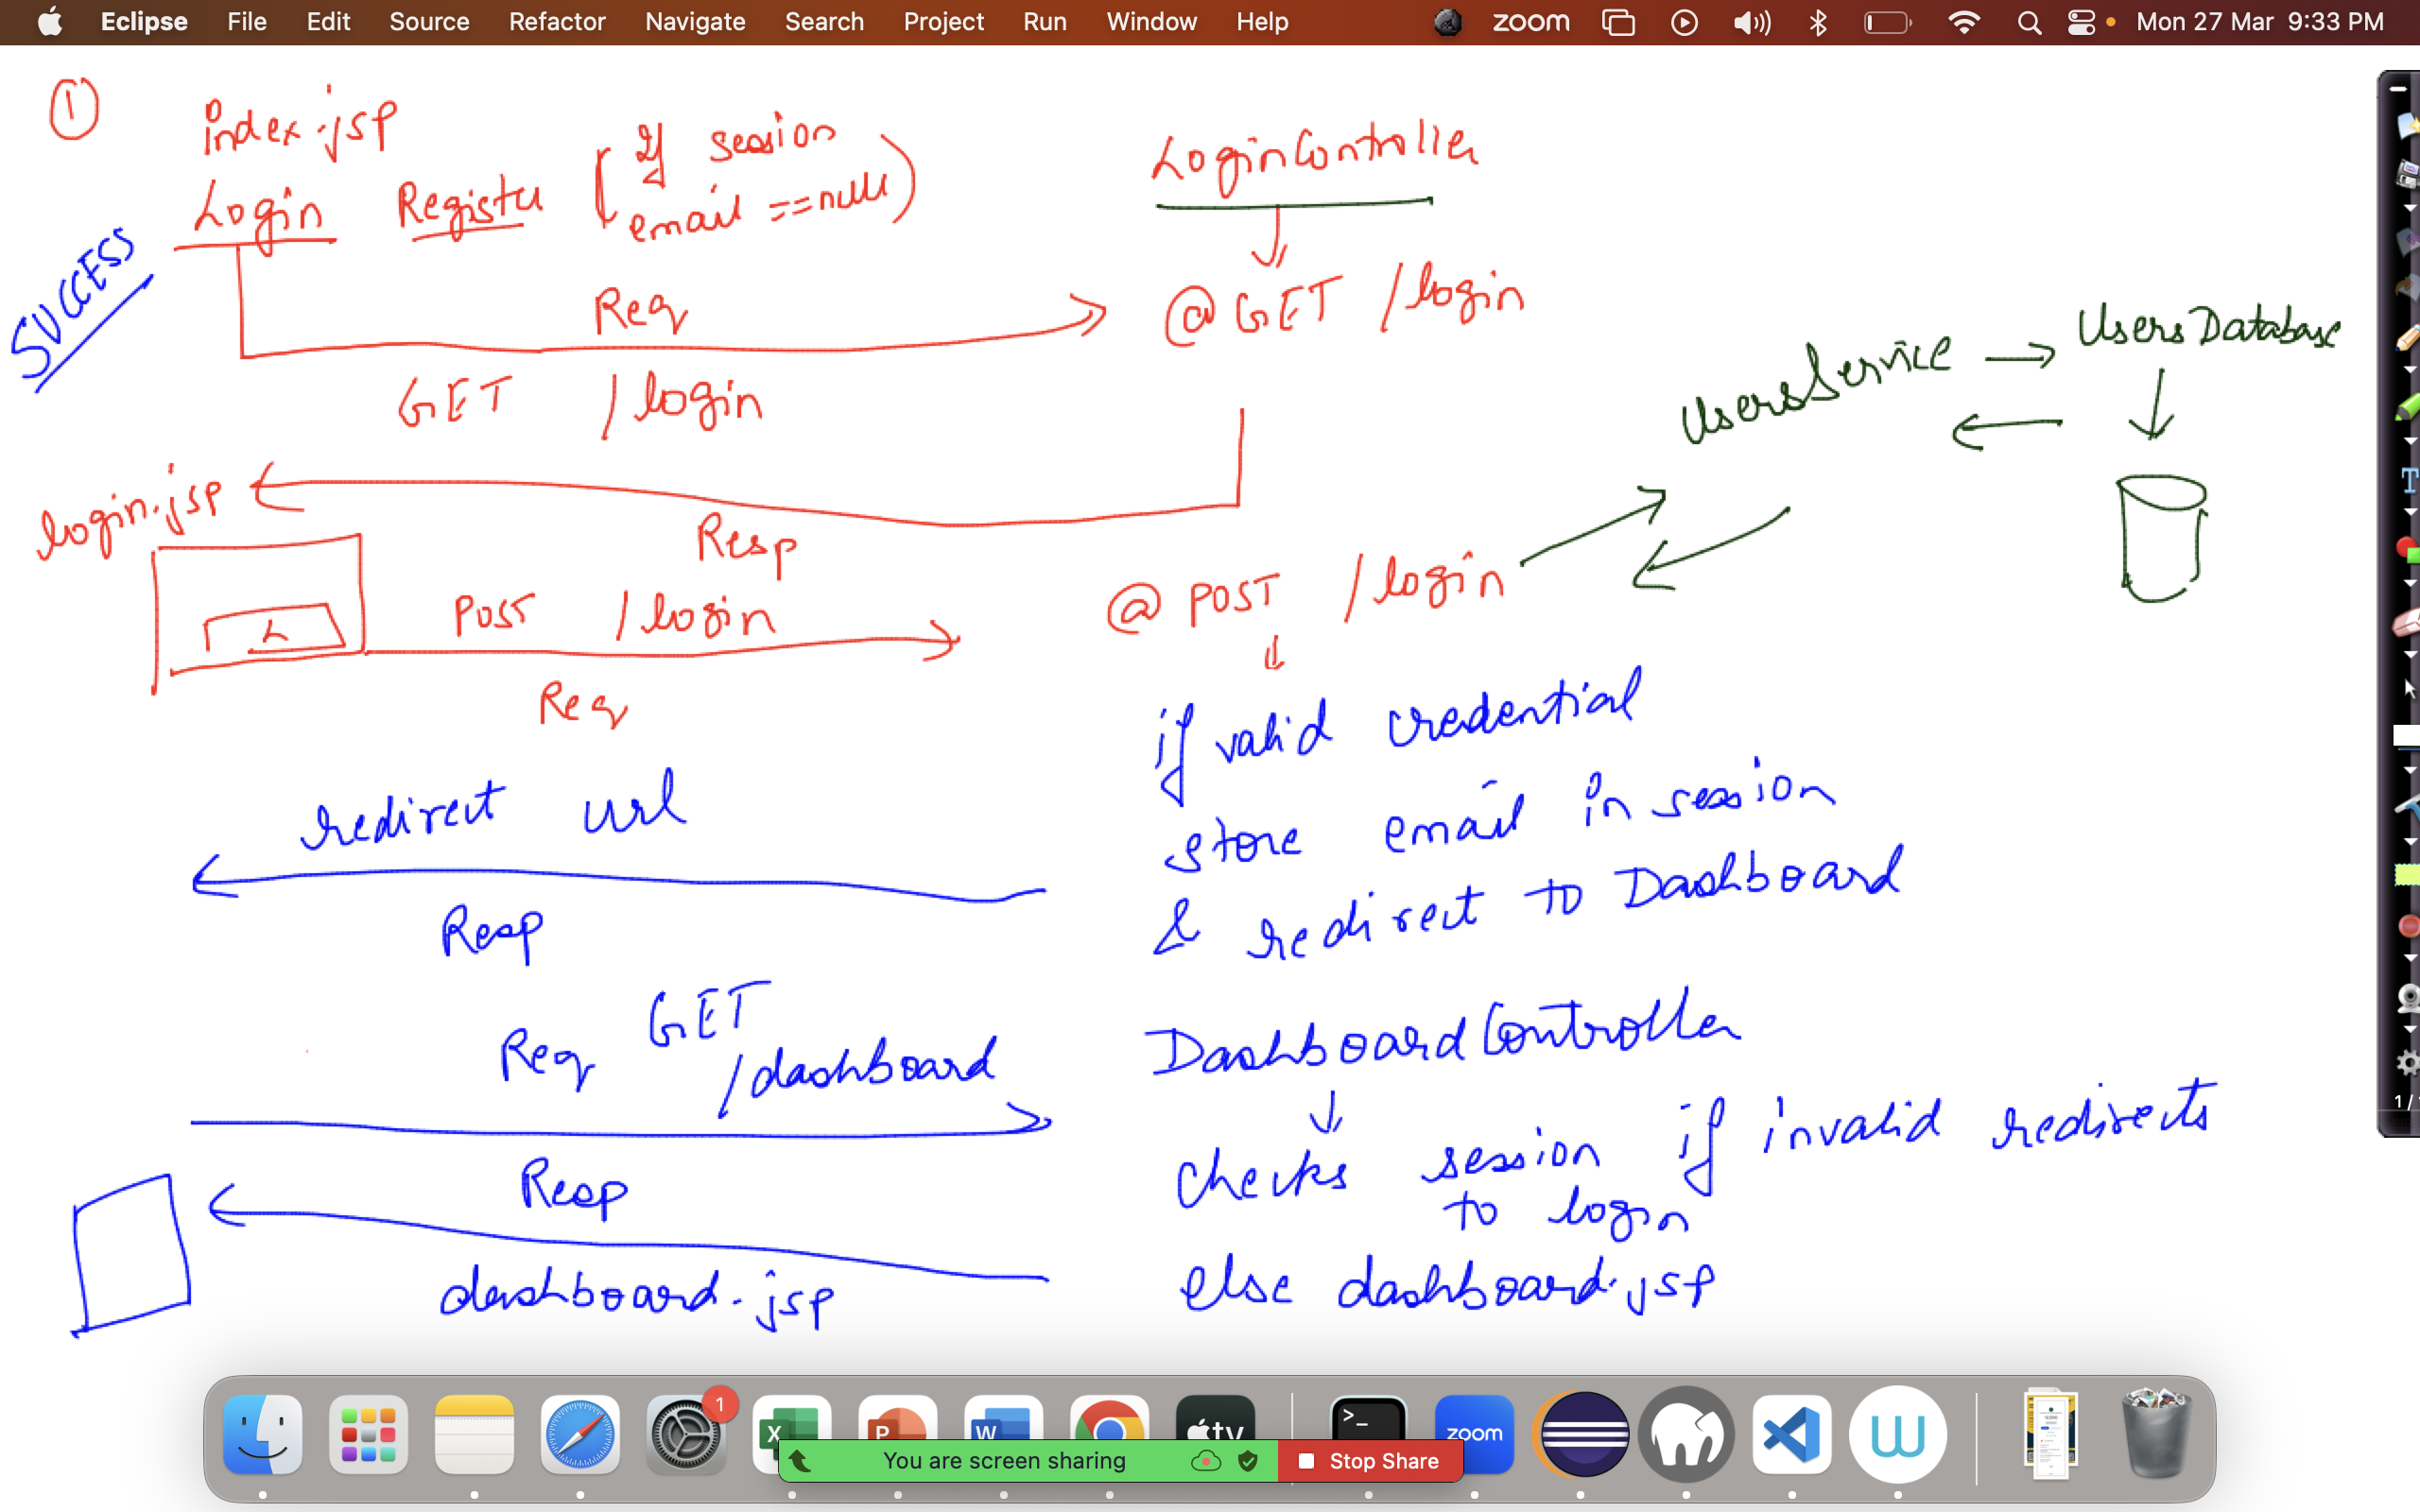 Eclipse File Edit Source Refactor Navigate Search Project Run Window Help zoom Mon 27 Mar 9:33 PM
1
index.jsp
Login Register (If session
email ==null)
SUCCESS
Req
GET /login
LoginController
@GET /login
UsersService → UsersDatabase
login.jsp
Resp
L
POST /login
Req
@ POST /login
if valid credential
store email in session
& redirect to Dashboard
redirect url
Resp
Req GET
/dashboard
DashboardController
checks session if invalid redirects
to login
else dashboard.jsp
Resp
dashboard.jsp
T
1/
1
X
P
W
tv
>_
zoom
W
You are screen sharing
Stop Share